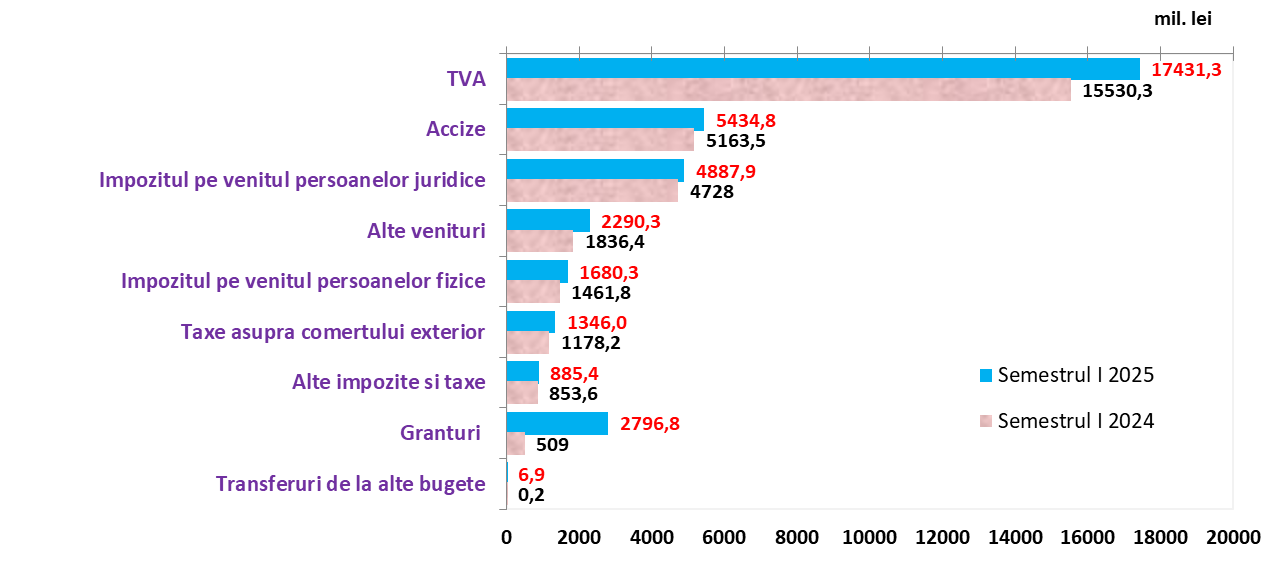 mil. lei
TVA
17431,3
15530,3
Accize
5434,8
5163,5
Impozitul pe venitul persoanelor juridice
4887,9
4728
Alte venituri
2290,3
1836,4
Impozitul pe venitul persoanelor fizice
1680,3
1461,8
Taxe asupra comertului exterior
1346,0
1178,2
Alte impozite si taxe
885,4
853,6
Semestrul I 2025
Semestrul I 2024
Granturi
2796,8
509
Transferuri de la alte bugete
6,9
0,2
0 2000 4000 6000 8000 10000 12000 14000 16000 18000 20000